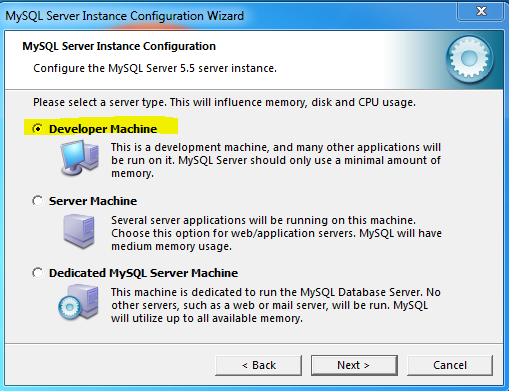 MySQL Server Instance Configuration Wizard
MySQL Server Instance Configuration
Configure the MySQL Server 5.5 server instance.
Please select a server type. This will influence memory, disk and CPU usage.
Developer Machine
This is a development machine, and many other applications will
be run on it. MySQL Server should only use a minimal amount of
memory.
Server Machine
Several server applications will be running on this machine.
Choose this option for web/application servers. MySQL will have
medium memory usage.
Dedicated MySQL Server Machine
This machine is dedicated to run the MySQL Database Server. No
other servers, such as a web or mail server, will be run. MySQL
will utilize up to all available memory.
< Back
Next >
Cancel